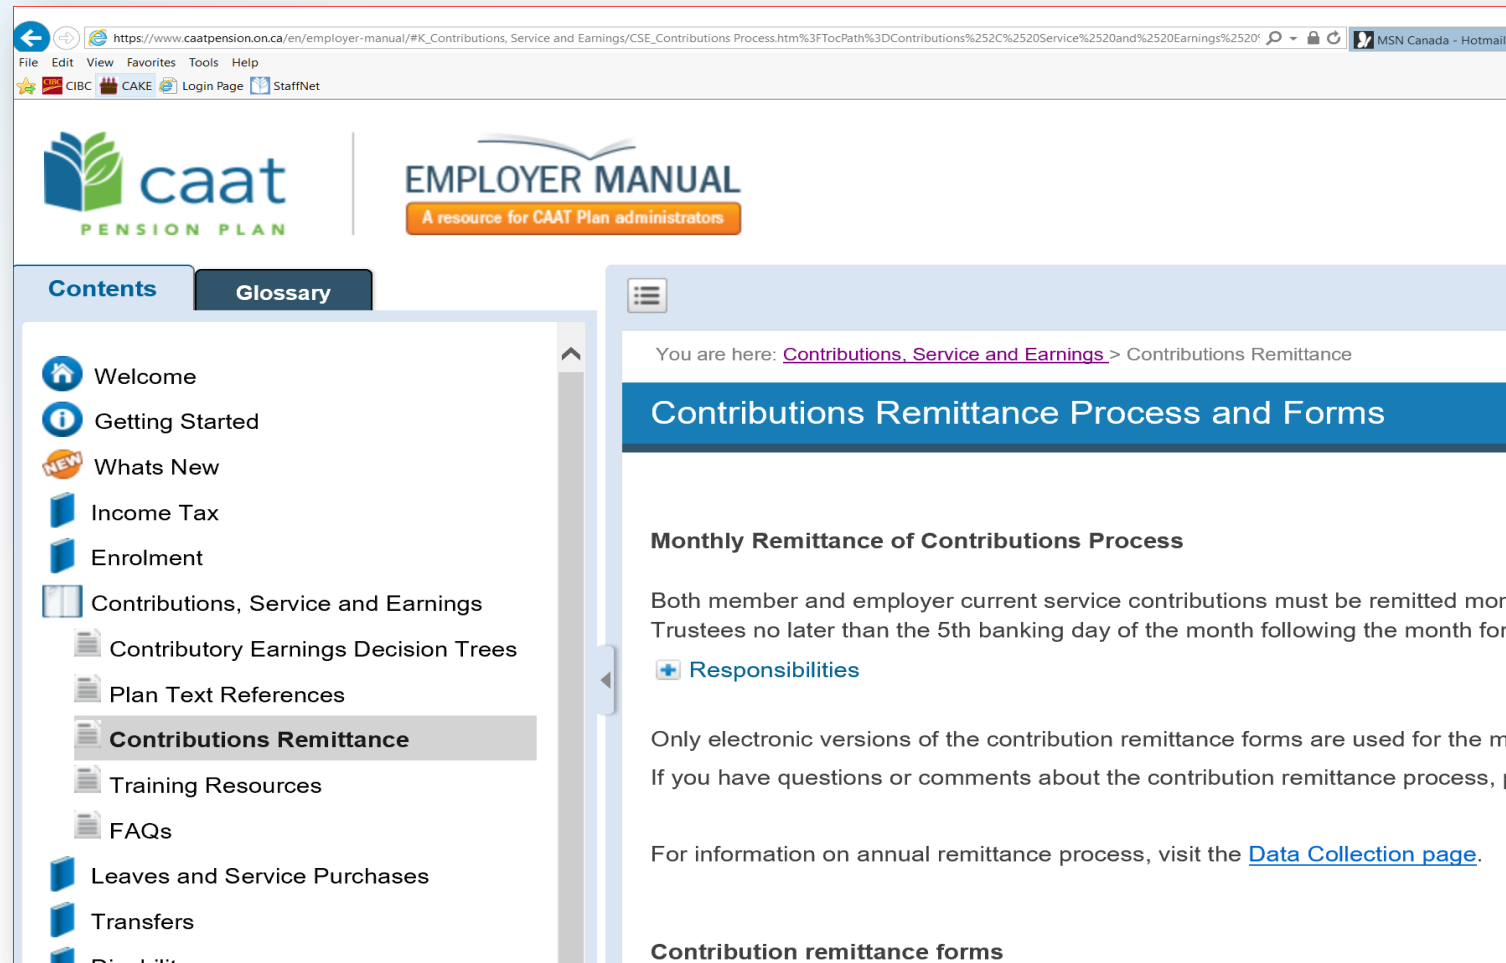 https://www.caatpension.on.ca/en/employer-manual/#K_Contributions, Service and Earnings/CSE_Contributions Process.htm%3FTocPath%3DContributions%252C%2520Service%2520and%2520Earnings%2520%
MSN Canada - Hotmail
File Edit View Favorites Tools Help
CIBC CIBC CAKE Login Page StaffNet
caat
PENSION PLAN
EMPLOYER MANUAL
A resource for CAAT Plan administrators
Contents Glossary
Welcome
Getting Started
NEW Whats New
Income Tax
Enrolment
Contributions, Service and Earnings
Contributory Earnings Decision Trees
Plan Text References
Contributions Remittance
Training Resources
FAQs
Leaves and Service Purchases
Transfers
You are here: Contributions, Service and Earnings > Contributions Remittance
Contributions Remittance Process and Forms
Monthly Remittance of Contributions Process
Both member and employer current service contributions must be remitted mon
Trustees no later than the 5th banking day of the month following the month for
Responsibilities
Only electronic versions of the contribution remittance forms are used for the m
If you have questions or comments about the contribution remittance process, p
For information on annual remittance process, visit the Data Collection page.
Contribution remittance forms